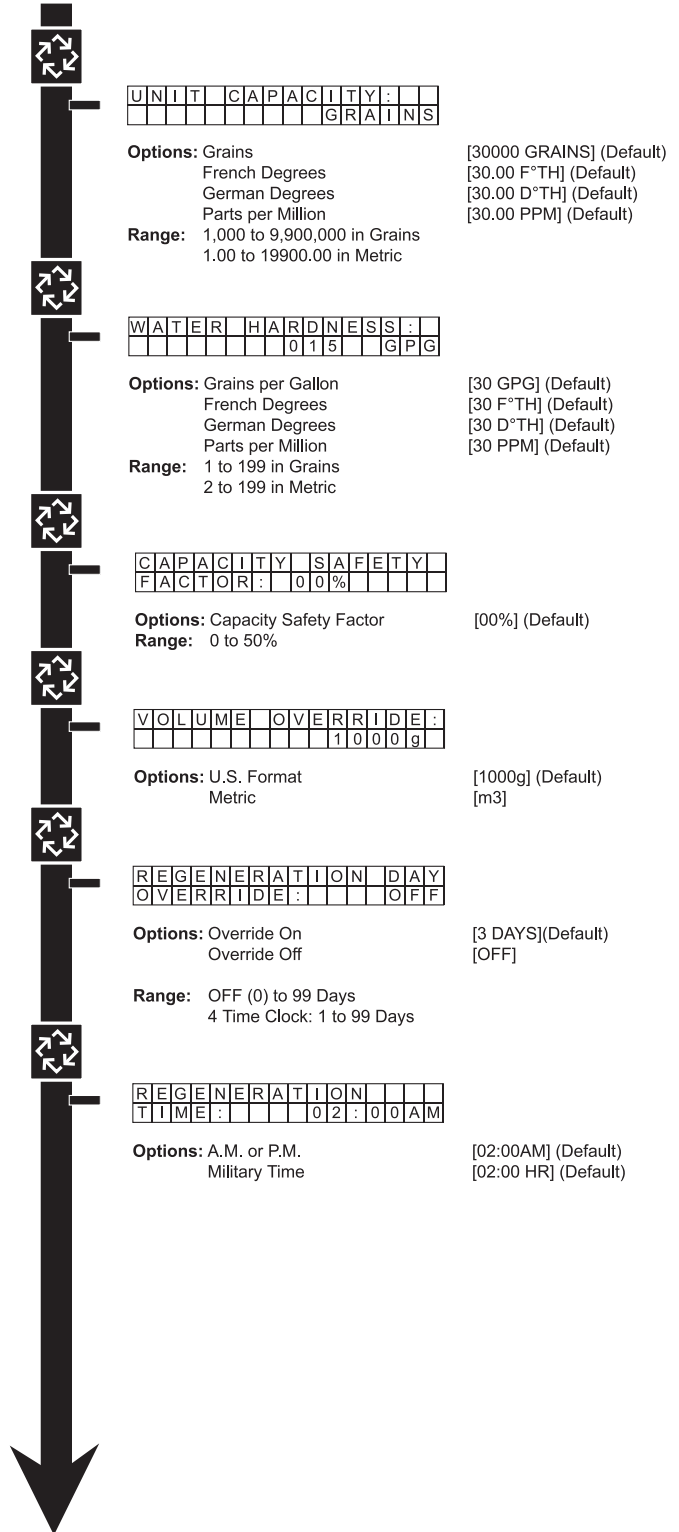 UNIT CAPACITY:
GRAINS
Options: Grains [30000 GRAINS] (Default)
French Degrees [30.00 F°TH] (Default)
German Degrees [30.00 D°TH] (Default)
Parts per Million [30.00 PPM] (Default)
Range: 1,000 to 9,900,000 in Grains
1.00 to 19900.00 in Metric
WATER HARDNESS:
015 GPG
Options: Grains per Gallon [30 GPG] (Default)
French Degrees [30 F°TH] (Default)
German Degrees [30 D°TH] (Default)
Parts per Million [30 PPM] (Default)
Range: 1 to 199 in Grains
2 to 199 in Metric
CAPACITY SAFETY
FACTOR: 00%
Options: Capacity Safety Factor [00%] (Default)
Range: 0 to 50%
VOLUME OVERRIDE:
1000g
Options: U.S. Format [1000g] (Default)
Metric [m3]
REGENERATION DAY
OVERRIDE: OFF
Options: Override On [3 DAYS](Default)
Override Off [OFF]
Range: OFF (0) to 99 Days
4 Time Clock: 1 to 99 Days
REGENERATION
TIME: 02:00AM
Options: A.M. or P.M. [02:00AM] (Default)
Military Time [02:00 HR] (Default)